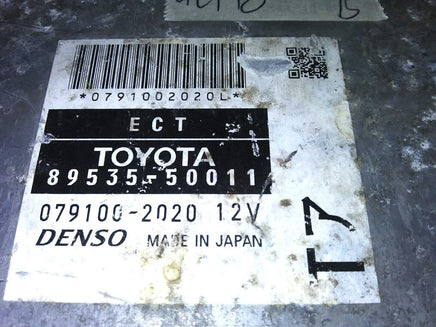 *0791002020L*
ECT
TOYOTA
89535-50011
079100-2020 12V
DENSO MADE IN JAPAN
T7